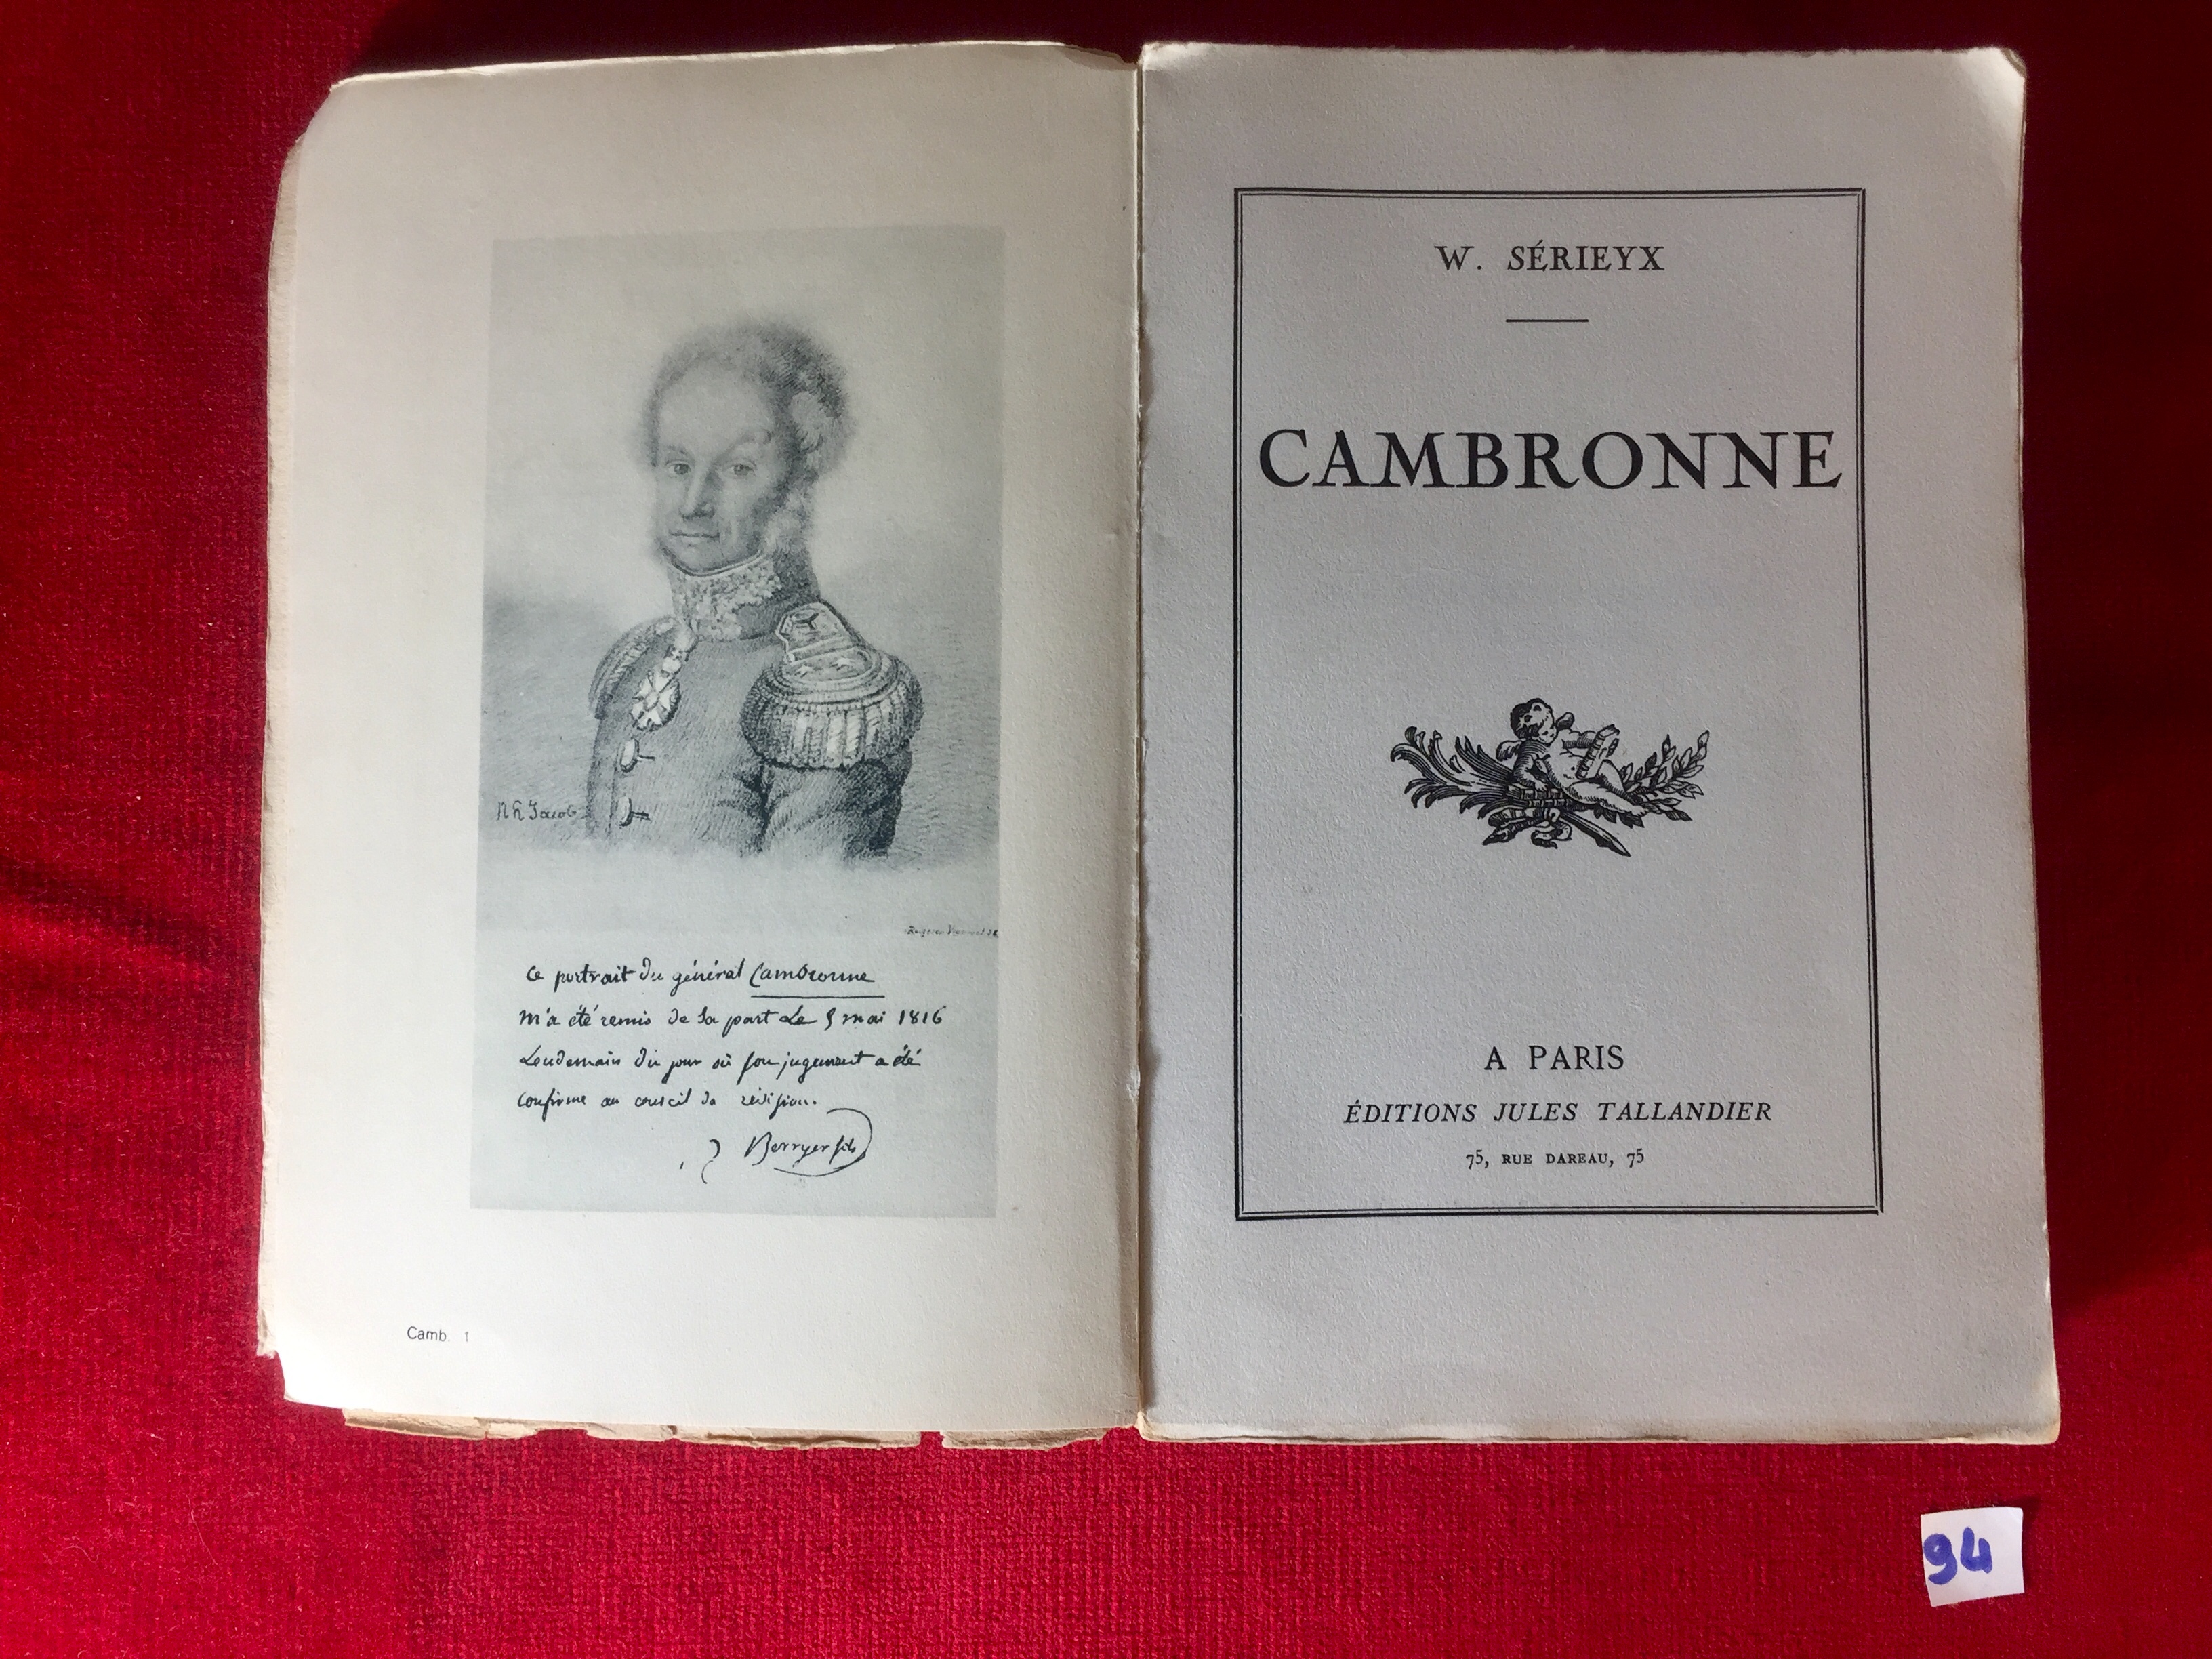 N h Jacob
Ce portrait du général Cambronne
m'a été remis de sa part le 5 mai 1816
Lendemain du jour où son jugement a été
confirmé au conseil de révision.
Berryer fils
Camb. 1
W. SÉRIEYX
CAMBRONNE
A PARIS
ÉDITIONS JULES TALLANDIER
75, RUE DAREAU, 75
94